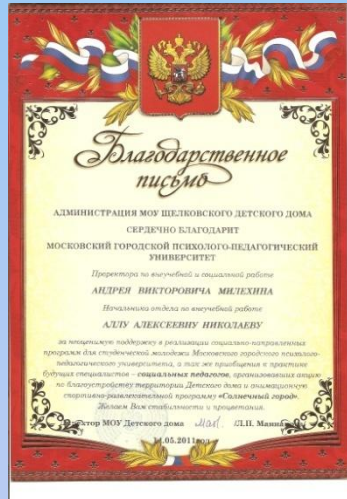 Благодарственное
письмо
АДМИНИСТРАЦИЯ МОУ ЩЕЛКОВСКОГО ДЕТСКОГО ДОМА
СЕРДЕЧНО БЛАГОДАРИТ
МОСКОВСКИЙ ГОРОДСКОЙ ПСИХОЛОГО-ПЕДАГОГИЧЕСКИЙ
УНИВЕРСИТЕТ
Проректора по внеучебной и социальной работе
АНДРЕЯ ВИКТОРОВИЧА МИЛЕХИНА
Начальника отдела по внеучебной работе
АЛЛУ АЛЕКСЕЕВНУ НИКОЛАЕВУ
за неоценимую поддержку в реализации социально-направленных
программ для студенческой молодежи Московского городского психолого-
педагогического университета, а так же приобщения к практике
будущих специалистов - социальных педагогов, организовавших акцию
по благоустройству территории Детского дома и анимационную
спортивно-развлекательной программу «Солнечный город».
Желаем Вам стабильности и процветания.
Директор МОУ Детского дома /Л.П.
14.05.2011год